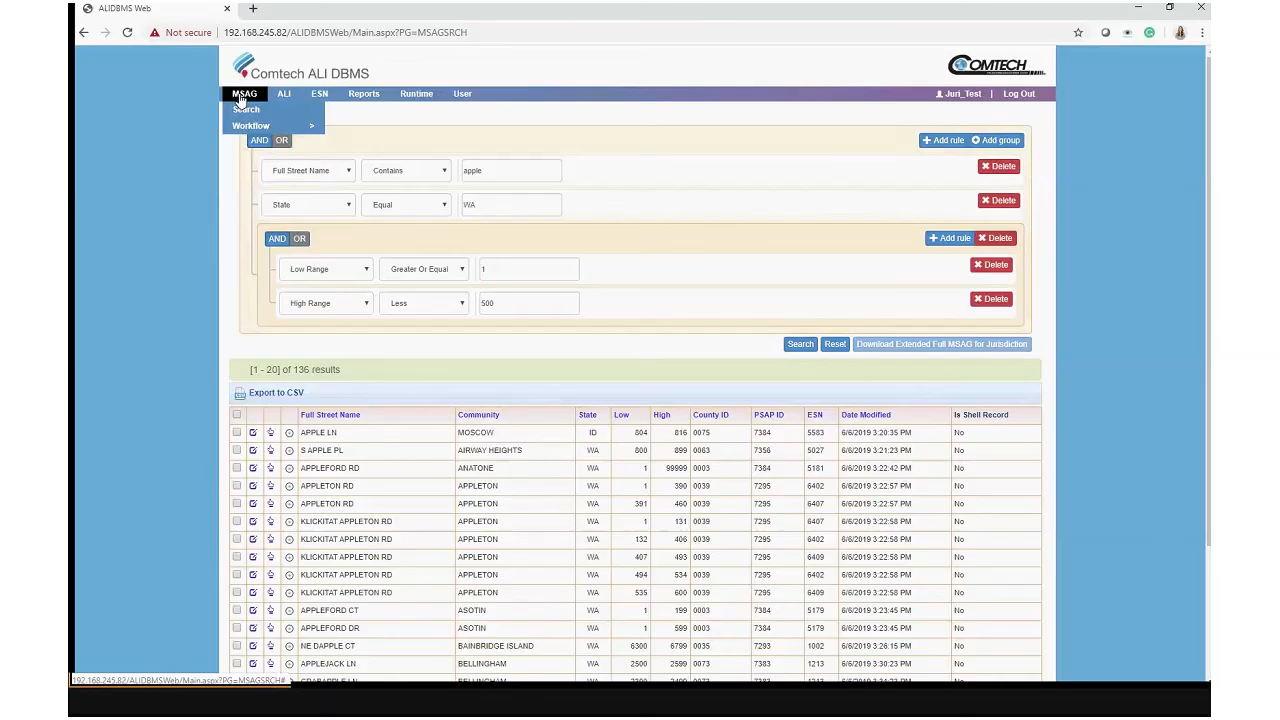 ALIDBMS Web
Not secure 192.168.245.82/ALIDBMSWeb/Main.aspx?PG=MSAGSRCH
Comtech ALI DBMS
COMTECH
MSAG ALI ESN Reports Runtime User Juri_Test | Log Out
Search
Workflow >
AND OR Add rule Add group
Full Street Name Contains apple Delete
State Equal WA Delete
AND OR Add rule Delete
Low Range Greater Or Equal 1 Delete
High Range Less 500 Delete
Search Reset Download Extended Full MSAG for Jurisdiction
[1 - 20] of 136 results
Export to CSV
Full Street Name Community State Low High County ID PSAP ID ESN Date Modified Is Shell Record
APPLE LN MOSCOW ID 804 816 0075 7384 5583 6/6/2019 3:20:35 PM No
S APPLE PL AIRWAY HEIGHTS WA 800 899 0063 7356 5027 6/6/2019 3:21:23 PM No
APPLEFORD RD ANATONE WA 1 99999 0003 7384 5181 6/6/2019 3:22:42 PM No
APPLETON RD APPLETON WA 1 390 0039 7295 6402 6/6/2019 3:22:57 PM No
APPLETON RD APPLETON WA 391 460 0039 7295 6407 6/6/2019 3:22:57 PM No
KLICKITAT APPLETON RD APPLETON WA 1 131 0039 7295 6407 6/6/2019 3:22:58 PM No
KLICKITAT APPLETON RD APPLETON WA 132 406 0039 7295 6402 6/6/2019 3:22:58 PM No
KLICKITAT APPLETON RD APPLETON WA 407 493 0039 7295 6409 6/6/2019 3:22:58 PM No
KLICKITAT APPLETON RD APPLETON WA 494 534 0039 7295 6402 6/6/2019 3:22:58 PM No
KLICKITAT APPLETON RD APPLETON WA 535 600 0039 7295 6409 6/6/2019 3:22:58 PM No
APPLEFORD CT ASOTIN WA 1 199 0003 7384 5179 6/6/2019 3:23:45 PM No
APPLEFORD DR ASOTIN WA 1 599 0003 7384 5179 6/6/2019 3:23:45 PM No
NE DAPPLE CT BAINBRIDGE ISLAND WA 6300 6799 0035 7293 1002 6/6/2019 3:26:15 PM No
APPLEJACK LN BELLINGHAM WA 2500 2599 0073 7383 1213 6/6/2019 3:30:23 PM No
192.168.245.82/ALIDBMSWeb/Main.aspx?PG=MSAGSRCH#